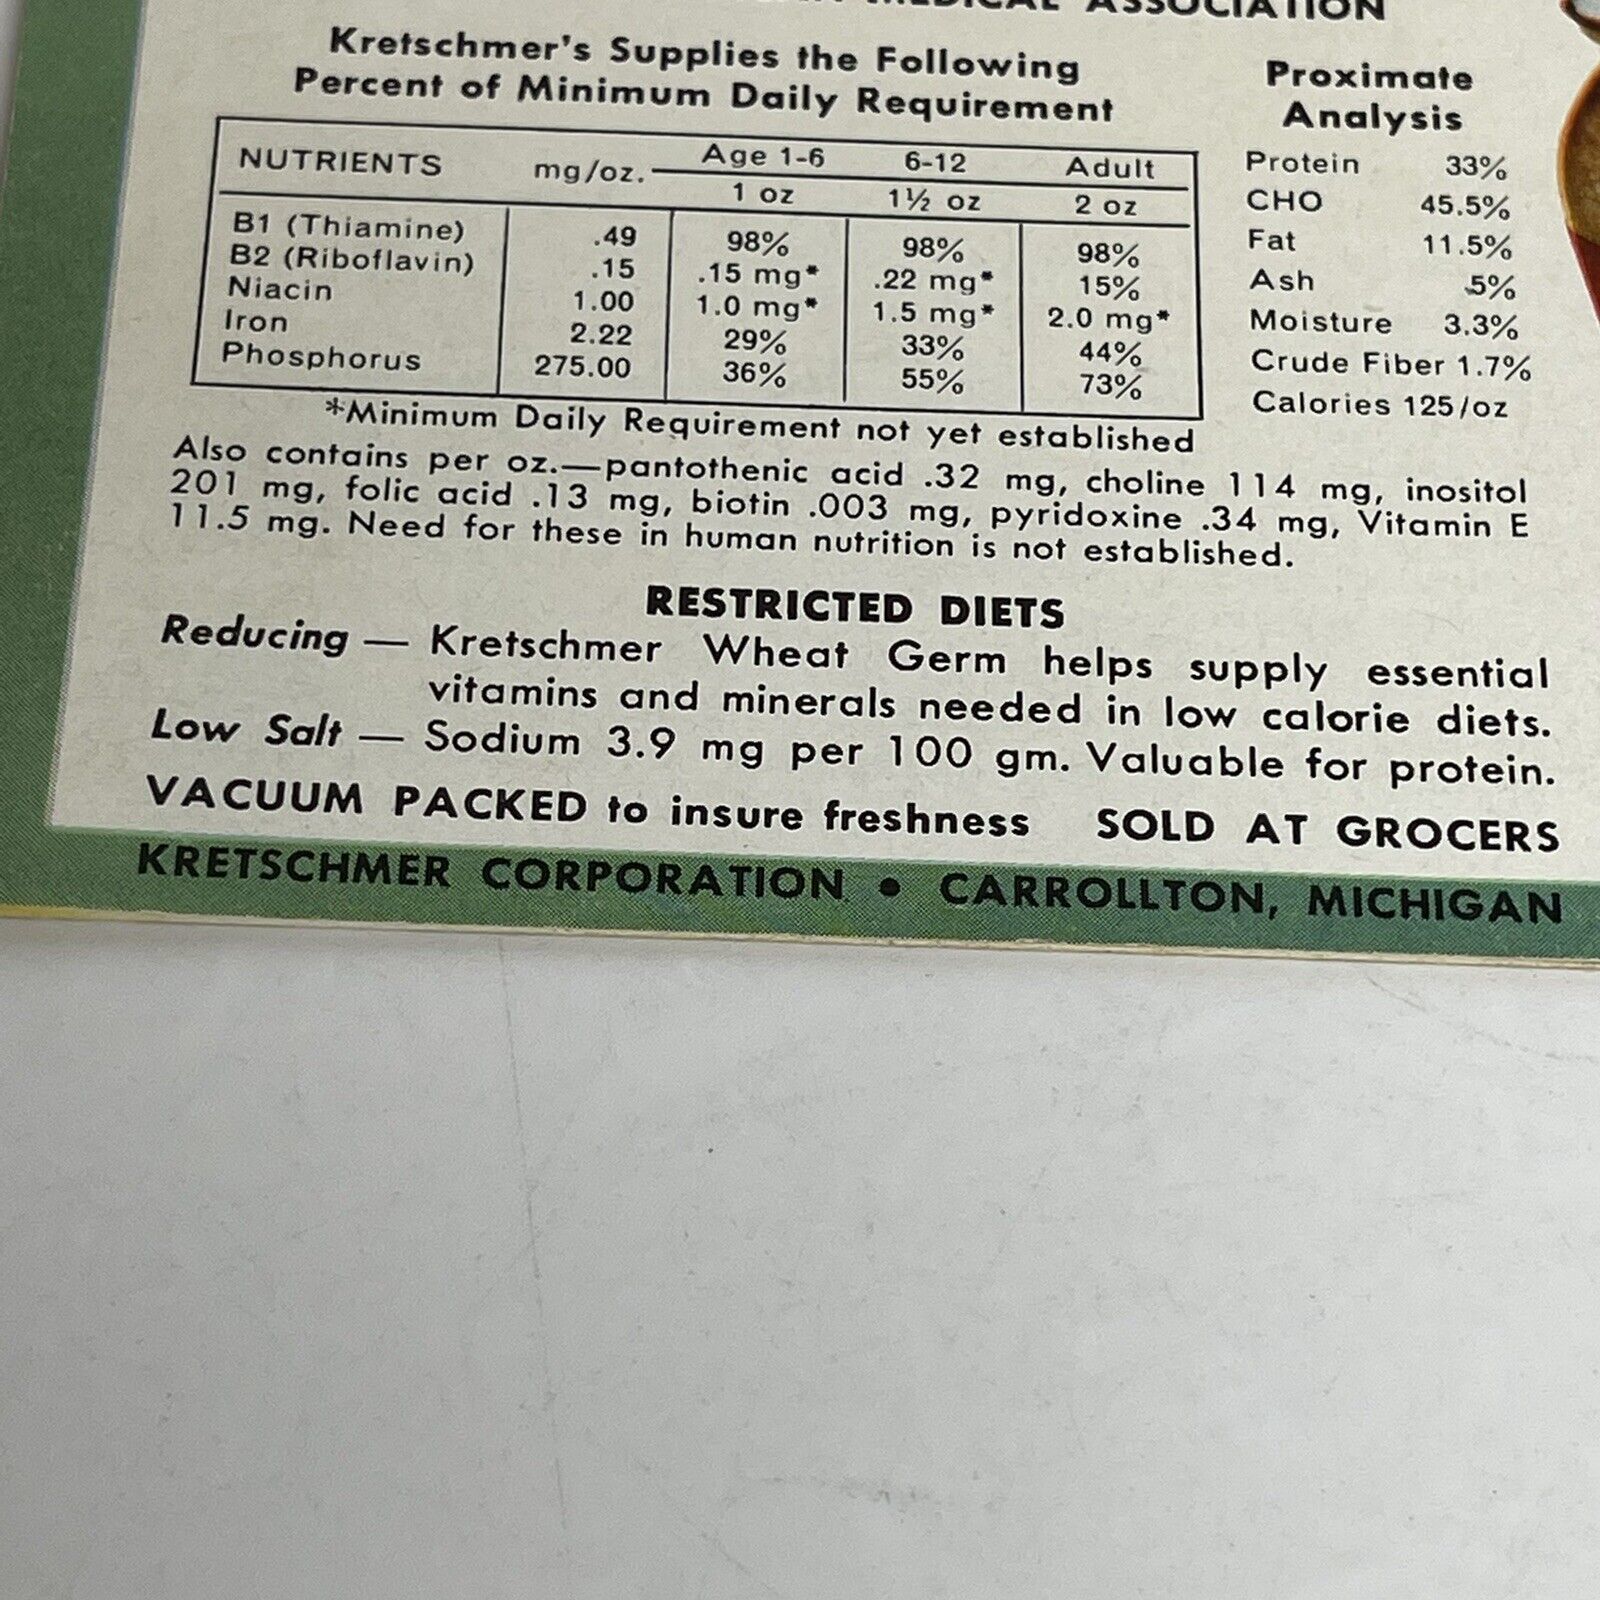 MEDICAL ASSOCIATION
Kretschmer's Supplies the Following
Percent of Minimum Daily Requirement
NUTRIENTS mg/oz. Age 1-6 6-12 Adult
1 oz 1½ oz 2 oz
B1 (Thiamine) .49 98% 98% 98%
B2 (Riboflavin) .15 .15 mg* .22 mg* 15%
Niacin 1.00 1.0 mg* 1.5 mg* 2.0 mg*
Iron 2.22 29% 33% 44%
Phosphorus 275.00 36% 55% 73%
*Minimum Daily Requirement not yet established
Proximate
Analysis
Protein 33%
CHO 45.5%
Fat 11.5%
Ash .5%
Moisture 3.3%
Crude Fiber 1.7%
Calories 125/oz
Also contains per oz.—pantothenic acid .32 mg, choline 114 mg, inositol
201 mg, folic acid .13 mg, biotin .003 mg, pyridoxine .34 mg, Vitamin E
11.5 mg. Need for these in human nutrition is not established.
RESTRICTED DIETS
Reducing — Kretschmer Wheat Germ helps supply essential
vitamins and minerals needed in low calorie diets.
Low Salt — Sodium 3.9 mg per 100 gm. Valuable for protein.
VACUUM PACKED to insure freshness SOLD AT GROCERS
KRETSCHMER CORPORATION • CARROLLTON, MICHIGAN